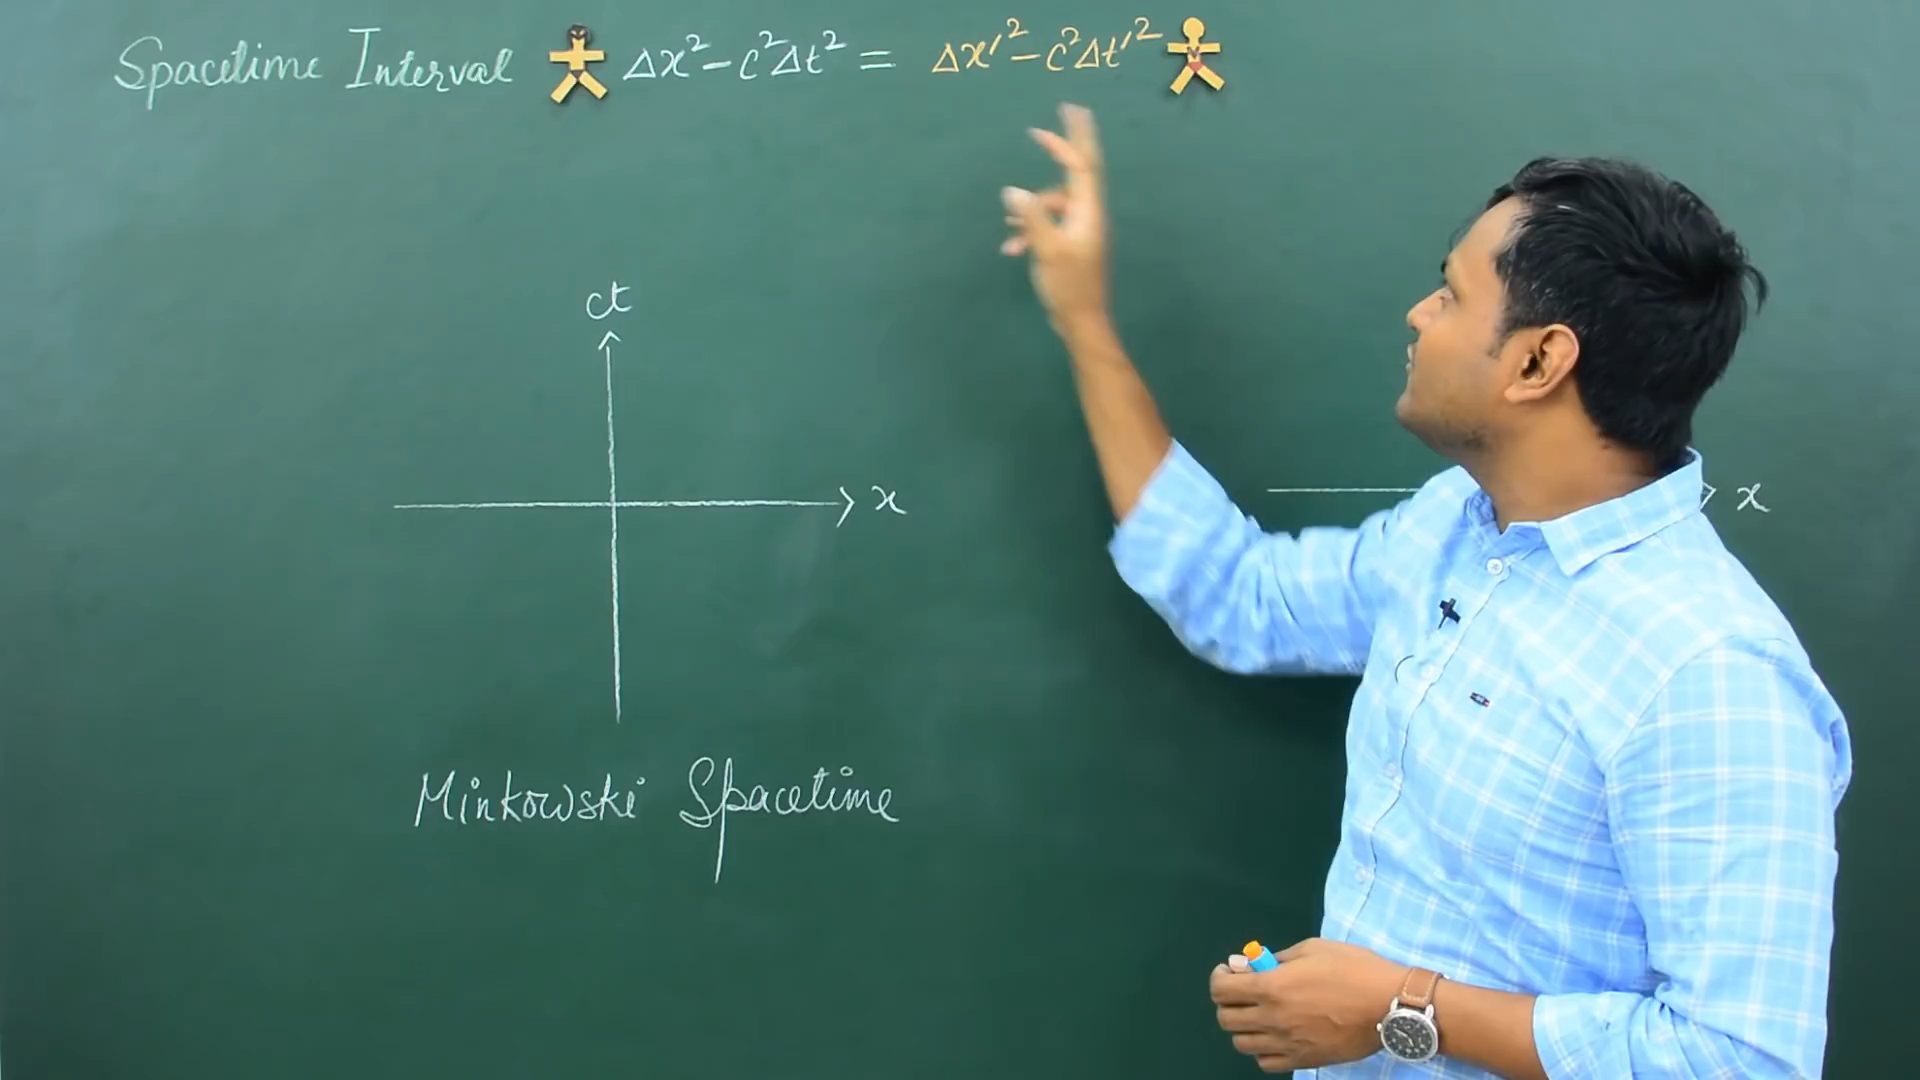 Spacetime Interval Δx² - c²Δt² = Δx'² - c²Δt'²
ct
x
x
Minkowski Spacetime